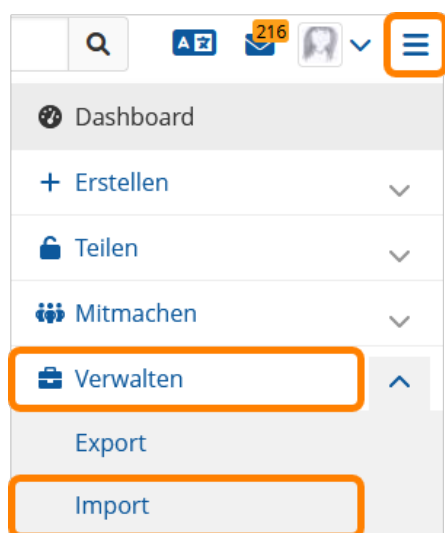 A 216
Dashboard
Erstellen
Teilen
Mitmachen
Verwalten
Export
Import